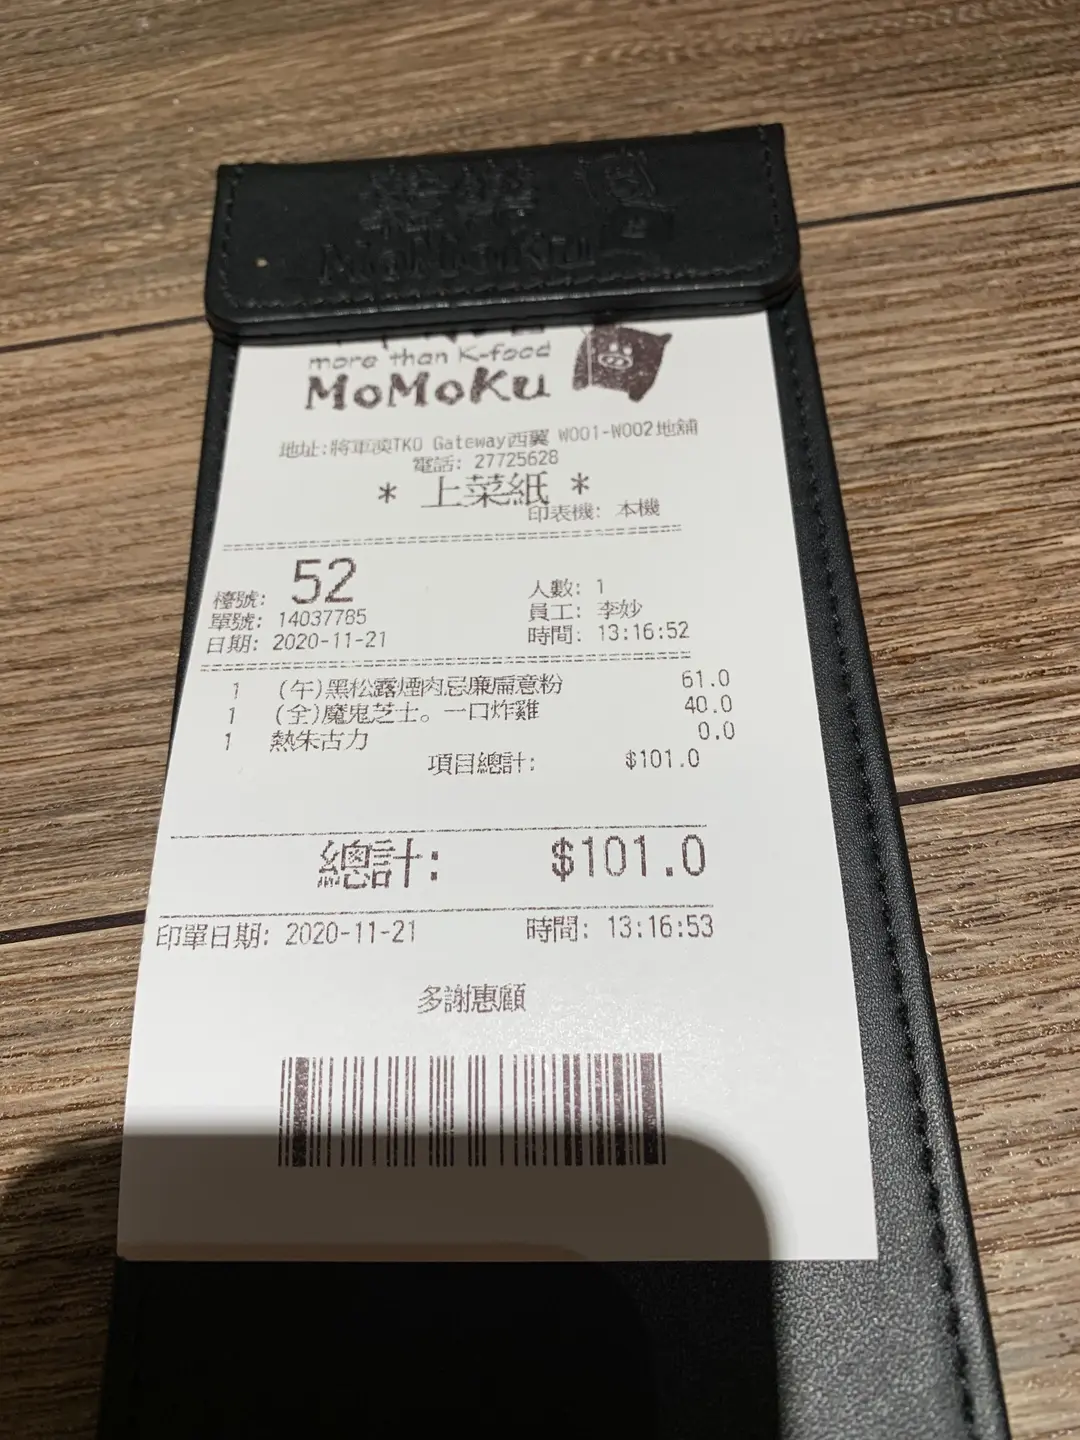 MoMoKu
more than K-food
MoMoKu
地址:將軍澳TKO Gateway西翼 W001-W002地舖
電話: 27725628
* 上菜紙 *
印表機: 本機
檯號: 52 人數: 1
單號: 14037785 員工: 李妙
日期: 2020-11-21 時間: 13:16:52
1 (午)黑松露煙肉忌廉扁意粉 61.0
1 (全)魔鬼芝士。一口炸雞 40.0
1 熱朱古力 0.0
項目總計: $101.0
總計: $101.0
印單日期: 2020-11-21 時間: 13:16:53
多謝惠顧